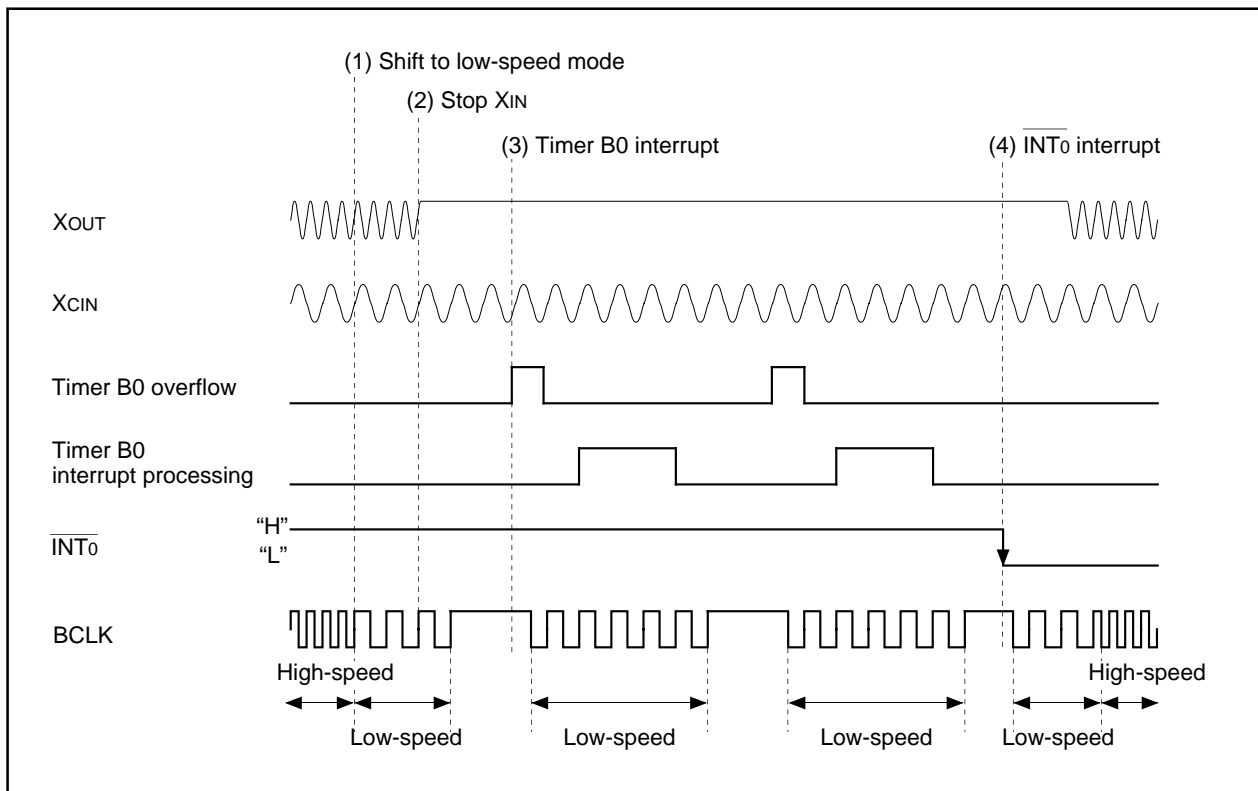 (1) Shift to low-speed mode
(2) Stop XIN
(3) Timer B0 interrupt
(4) INT0 interrupt
XOUT
XCIN
Timer B0 overflow
Timer B0
interrupt processing
“H”
INT0
“L”
BCLK
High-speed
High-speed
Low-speed
Low-speed
Low-speed
Low-speed